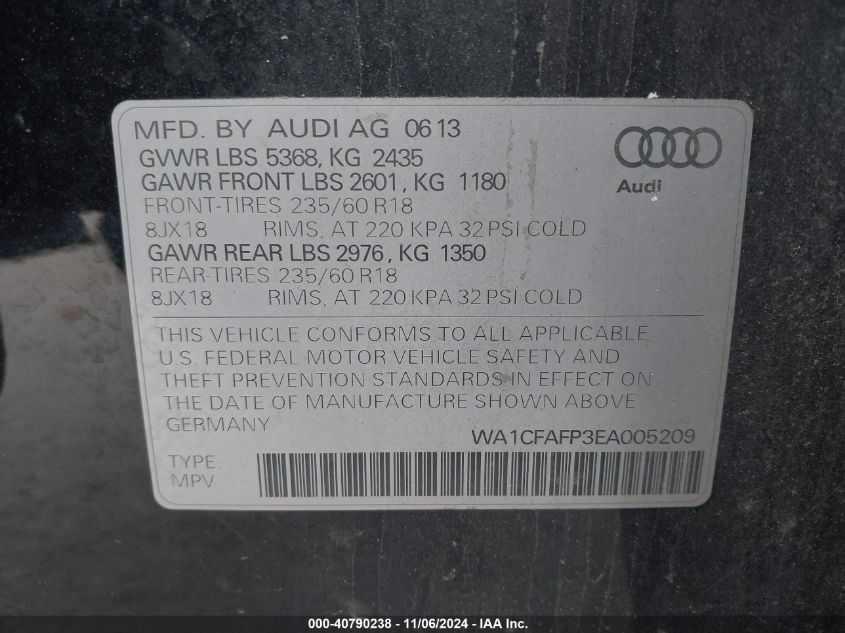 MFD. BY AUDI AG 06 13
GVWR LBS 5368, KG 2435
GAWR FRONT LBS 2601, KG 1180
FRONT-TIRES 235/60 R18
8JX18 RIMS, AT 220 KPA 32 PSI COLD
GAWR REAR LBS 2976, KG 1350
REAR-TIRES 235/60 R18
8JX18 RIMS, AT 220 KPA 32 PSI COLD
Audi
THIS VEHICLE CONFORMS TO ALL APPLICABLE
U.S. FEDERAL MOTOR VEHICLE SAFETY AND
THEFT PREVENTION STANDARDS IN EFFECT ON
THE DATE OF MANUFACTURE SHOWN ABOVE
GERMANY
WA1CFAFP3EA005209
TYPE:
MPV
000-40790238 - 11/06/2024 - IAA Inc.